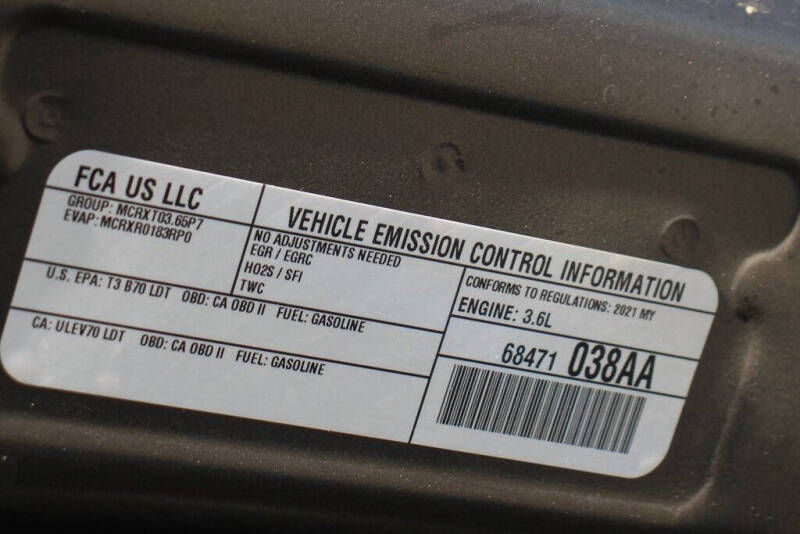 FCA US LLC
GROUP: MCRXT03.65P7
EVAP: MCRXR0183RP0
VEHICLE EMISSION CONTROL INFORMATION
NO ADJUSTMENTS NEEDED
EGR / EGRC
HO2S / SFI
TWC
CONFORMS TO REGULATIONS: 2021 MY
ENGINE: 3.6L
U.S. EPA: T3 B70 LDT OBD: CA OBD II FUEL: GASOLINE
CA: ULEV70 LDT OBD: CA OBD II FUEL: GASOLINE
68471 038AA